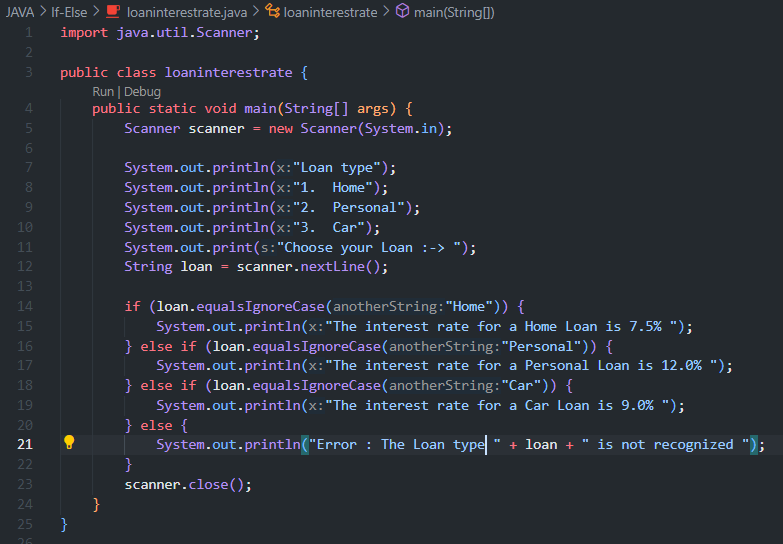 JAVA > If-Else > loaninterestrate.java > loaninterestrate > main(String[])
1 import java.util.Scanner;
2
3 public class loaninterestrate {
Run | Debug
4 public static void main(String[] args) {
5 Scanner scanner = new Scanner(System.in);
6
7 System.out.println(x:"Loan type");
8 System.out.println(x:"1.  Home");
9 System.out.println(x:"2.  Personal");
10 System.out.println(x:"3.  Car");
11 System.out.print(s:"Choose your Loan :-> ");
12 String loan = scanner.nextLine();
13
14 if (loan.equalsIgnoreCase(anotherString:"Home")) {
15 System.out.println(x:"The interest rate for a Home Loan is 7.5% ");
16 } else if (loan.equalsIgnoreCase(anotherString:"Personal")) {
17 System.out.println(x:"The interest rate for a Personal Loan is 12.0% ");
18 } else if (loan.equalsIgnoreCase(anotherString:"Car")) {
19 System.out.println(x:"The interest rate for a Car Loan is 9.0% ");
20 } else {
21 System.out.println("Error : The Loan type " + loan + " is not recognized ");
22 }
23 scanner.close();
24 }
25 }
26